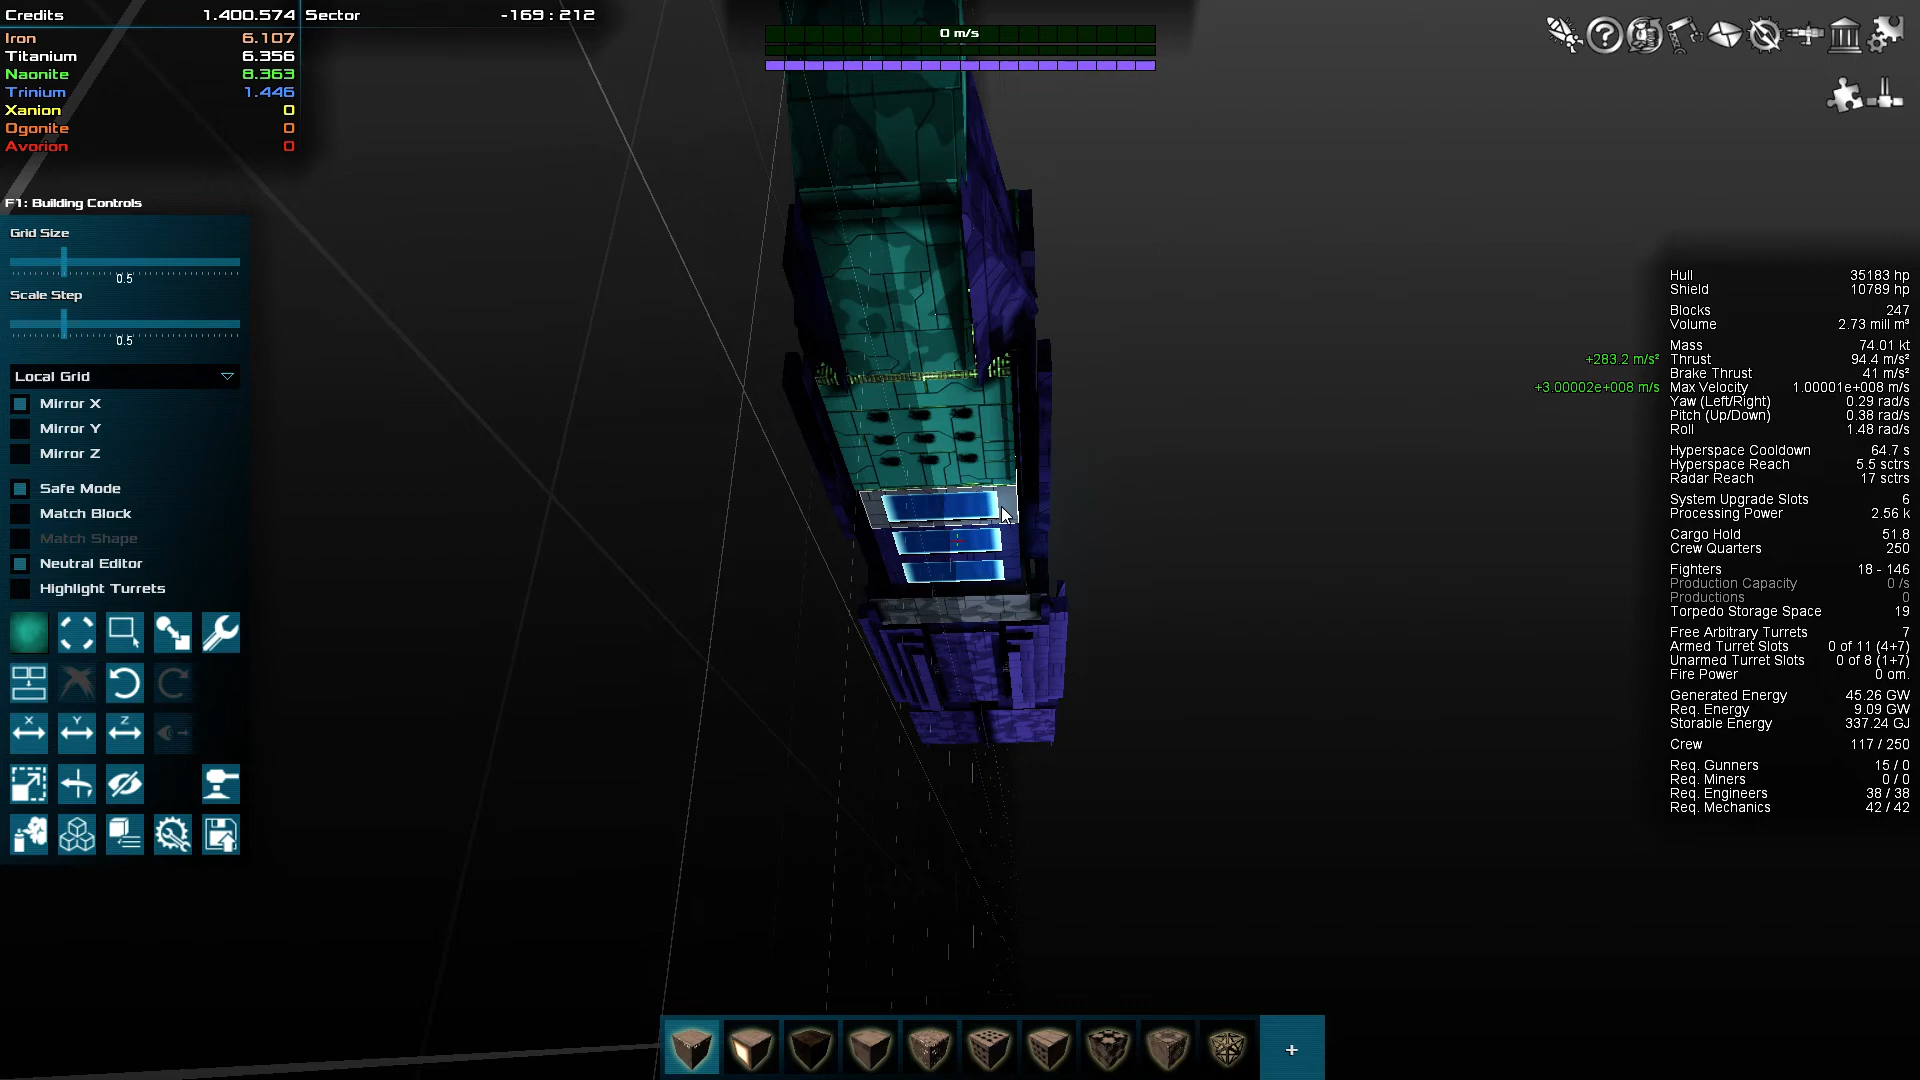 Credits 1.400.574 Sector -169 : 212
Iron 6.107
Titanium 6.356
Naonite 8.363
Trinium 1.446
Xanion 0
Ogonite 0
Avorion 0
0 m/s
F1: Building Controls
Grid Size
0.5
Scale Step
0.5
Local Grid
Mirror X
Mirror Y
Mirror Z
Safe Mode
Match Block
Match Shape
Neutral Editor
Highlight Turrets
X Y Z
Hull 35183 hp
Shield 10789 hp
Blocks 247
Volume 2.73 mill m³
Mass 74.01 kt
+283.2 m/s² Thrust 94.4 m/s²
Brake Thrust 41 m/s²
+3.00002e+008 m/s Max Velocity 1.00001e+008 m/s
Yaw (Left/Right) 0.29 rad/s
Pitch (Up/Down) 0.38 rad/s
Roll 1.48 rad/s
Hyperspace Cooldown 64.7 s
Hyperspace Reach 5.5 sctrs
Radar Reach 17 sctrs
System Upgrade Slots 6
Processing Power 2.56 k
Cargo Hold 51.8
Crew Quarters 250
Fighters 18 - 146
Production Capacity 0 /s
Productions 0
Torpedo Storage Space 19
Free Arbitrary Turrets 7
Armed Turret Slots 0 of 11 (4+7)
Unarmed Turret Slots 0 of 8 (1+7)
Fire Power 0 om.
Generated Energy 45.26 GW
Req. Energy 9.09 GW
Storable Energy 337.24 GJ
Crew 117 / 250
Req. Gunners 15 / 0
Req. Miners 0 / 0
Req. Engineers 38 / 38
Req. Mechanics 42 / 42
+